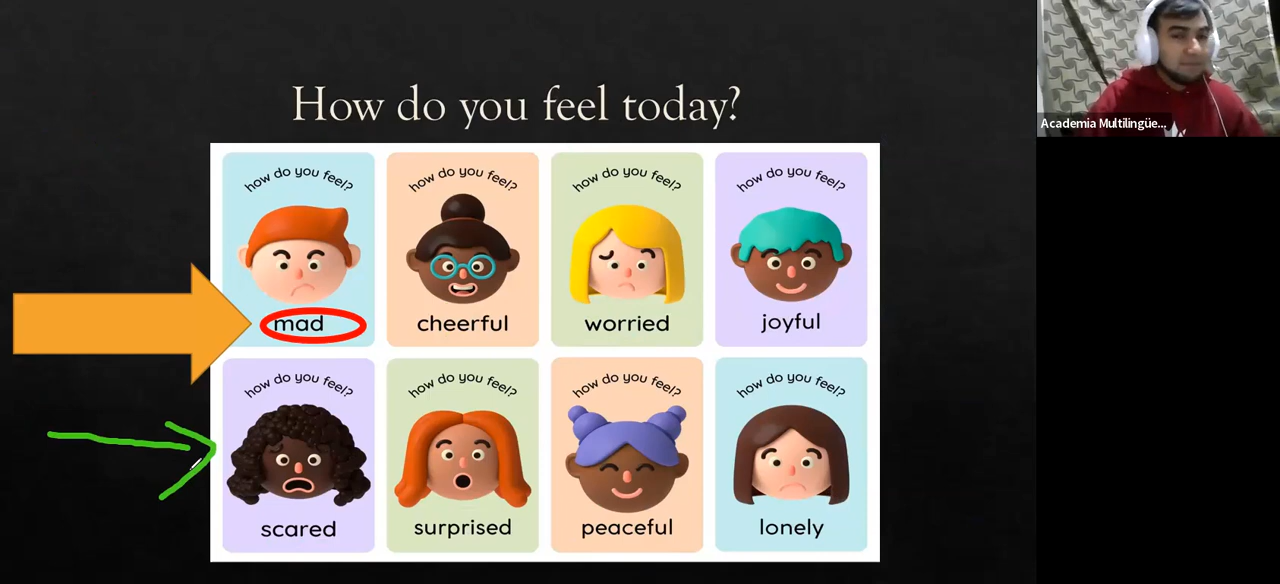 How do you feel today?
how do you feel?
mad
how do you feel?
cheerful
how do you feel?
worried
how do you feel?
joyful
how do you feel?
scared
how do you feel?
surprised
how do you feel?
peaceful
how do you feel?
lonely
Academia Multilingüe...